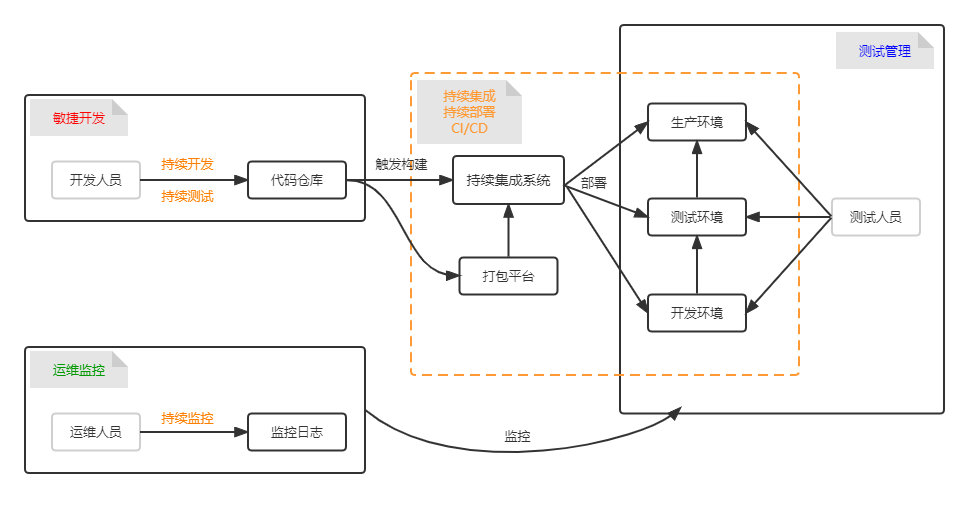 测试管理
持续集成
持续部署
CI/CD
敏捷开发
生产环境
持续开发
触发构建
开发人员
代码仓库
持续集成系统
部署
持续测试
测试环境
测试人员
打包平台
开发环境
运维监控
持续监控
运维人员
监控日志
监控